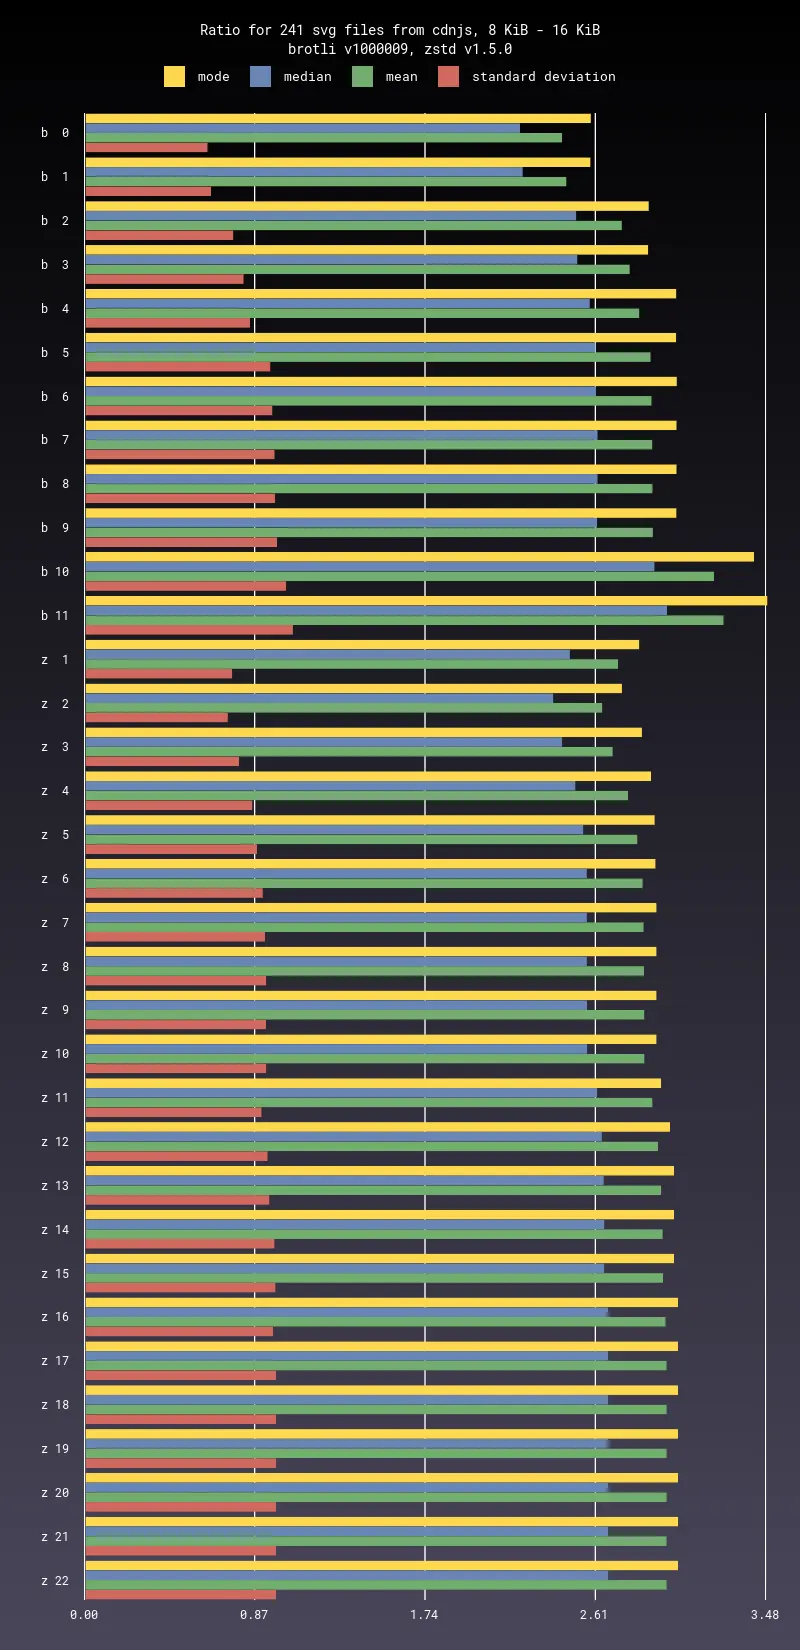 Ratio for 241 svg files from cdnjs, 8 KiB - 16 KiB
brotli v1000009, zstd v1.5.0
mode median mean standard deviation
b 0
b 1
b 2
b 3
b 4
b 5
b 6
b 7
b 8
b 9
b 10
b 11
z 1
z 2
z 3
z 4
z 5
z 6
z 7
z 8
z 9
z 10
z 11
z 12
z 13
z 14
z 15
z 16
z 17
z 18
z 19
z 20
z 21
z 22
0.00 0.87 1.74 2.61 3.48